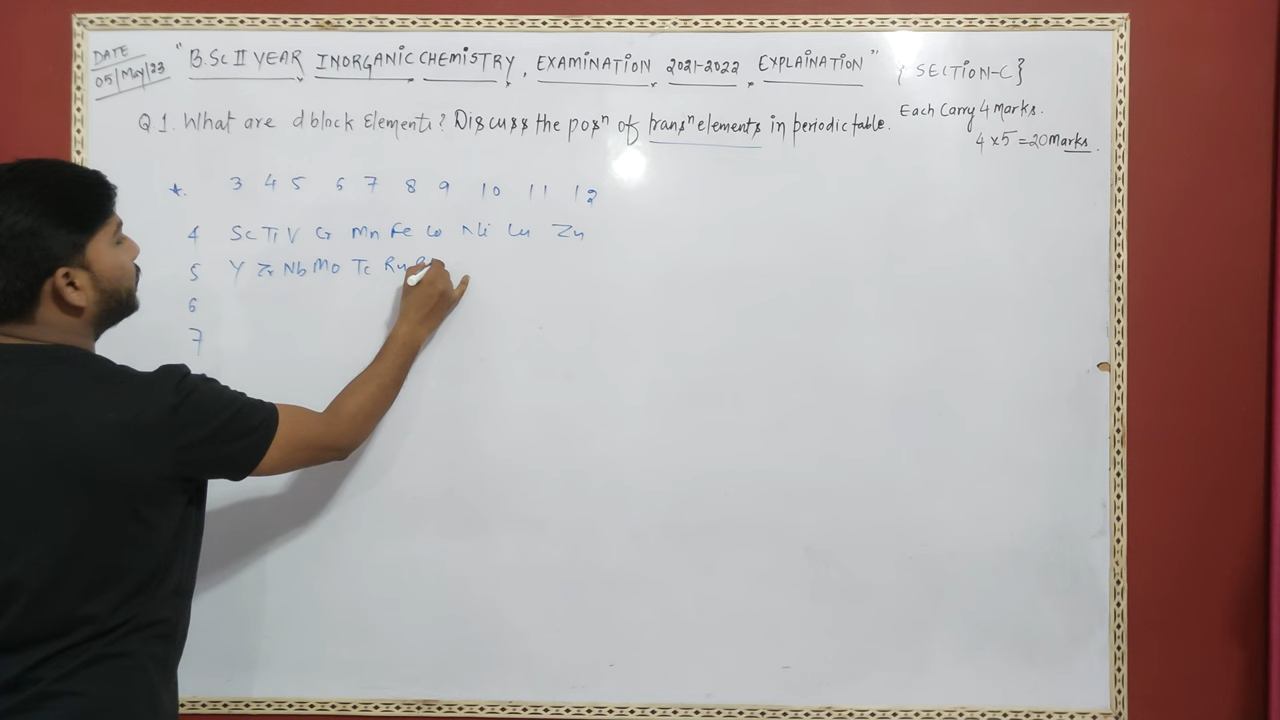 DATE
05/May/23
"B.Sc II YEAR INORGANIC CHEMISTRY, EXAMINATION 2021-2022 EXPLAINATION" { SECTION-C}
Q 1. What are d block Elements? Discuss the posⁿ of transⁿ elements in periodic table.
Each Carry 4 Marks.
4 x 5 = 20 Marks.
* 3 4 5 6 7 8 9 10 11 12
4 Sc Ti V Cr Mn Fe Co Ni Cu Zn
5 Y Zr Nb Mo Tc Ru
6
7